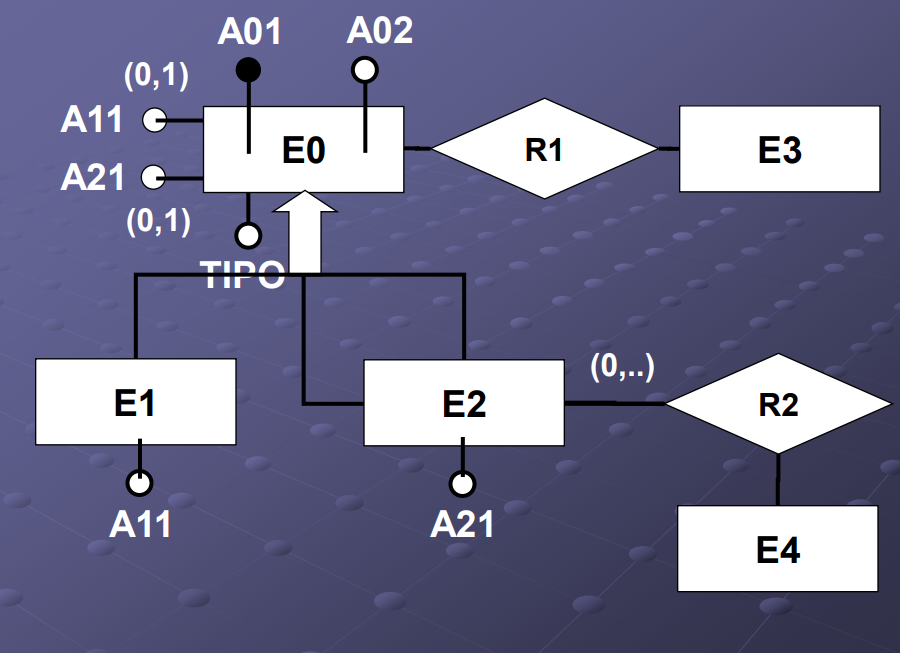 A01
A02
(0,1)
A11
E0
R1
E3
A21
(0,1)
TIPO
E1
E2
(0,..)
R2
A11
A21
E4